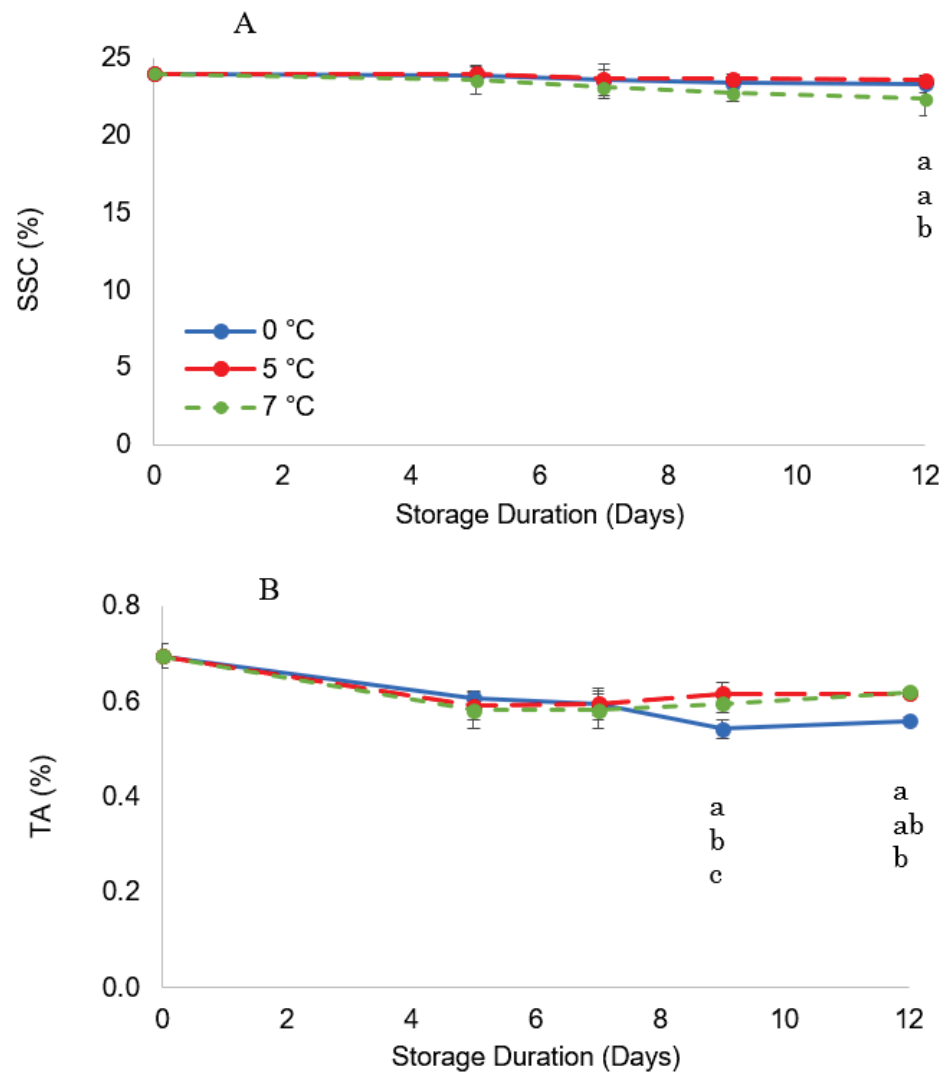 A
25
20
15
10
5
0
SSC (%)
a
a
b
0 °C
5 °C
7 °C
0 2 4 6 8 10 12
Storage Duration (Days)
B
0.8
0.6
0.4
0.2
0.0
TA (%)
a
b
c
a
ab
b
0 2 4 6 8 10 12
Storage Duration (Days)